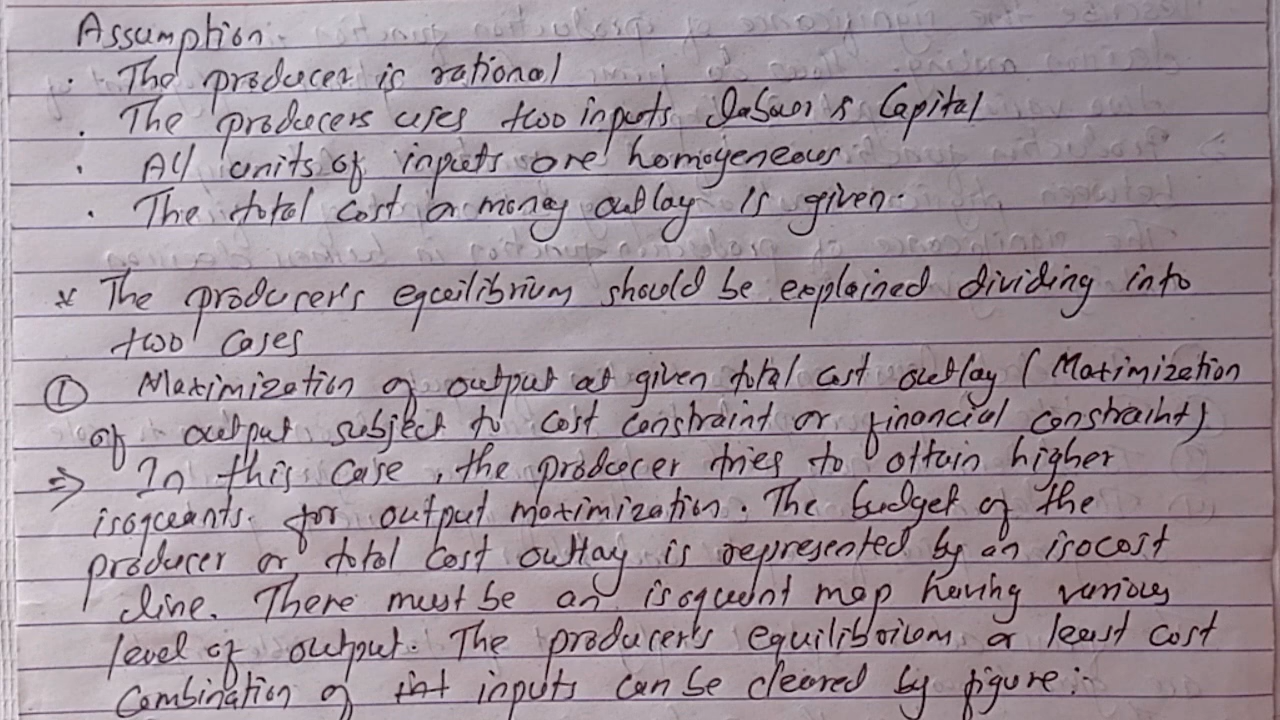 Assumption.
· The producer is rational
· The producers uses two inputs labour & Capital
· All units of inputs are homogeneous
· The total cost or money outlay is given.
* The producer's equilibrium should be explained dividing into
two cases
① Maximization of output at given total cost outlay (Maximization
of output subject to cost constraint or financial constraint)
⇒ In this case, the producer tries to attain higher
isoquants. for output maximization. The budget of the
producer or total cost outlay is represented by an isocost
line. There must be an isoquant map having various
level of output. The producer's equilibrium or least cost
combination of inputs can be cleared by figure:-